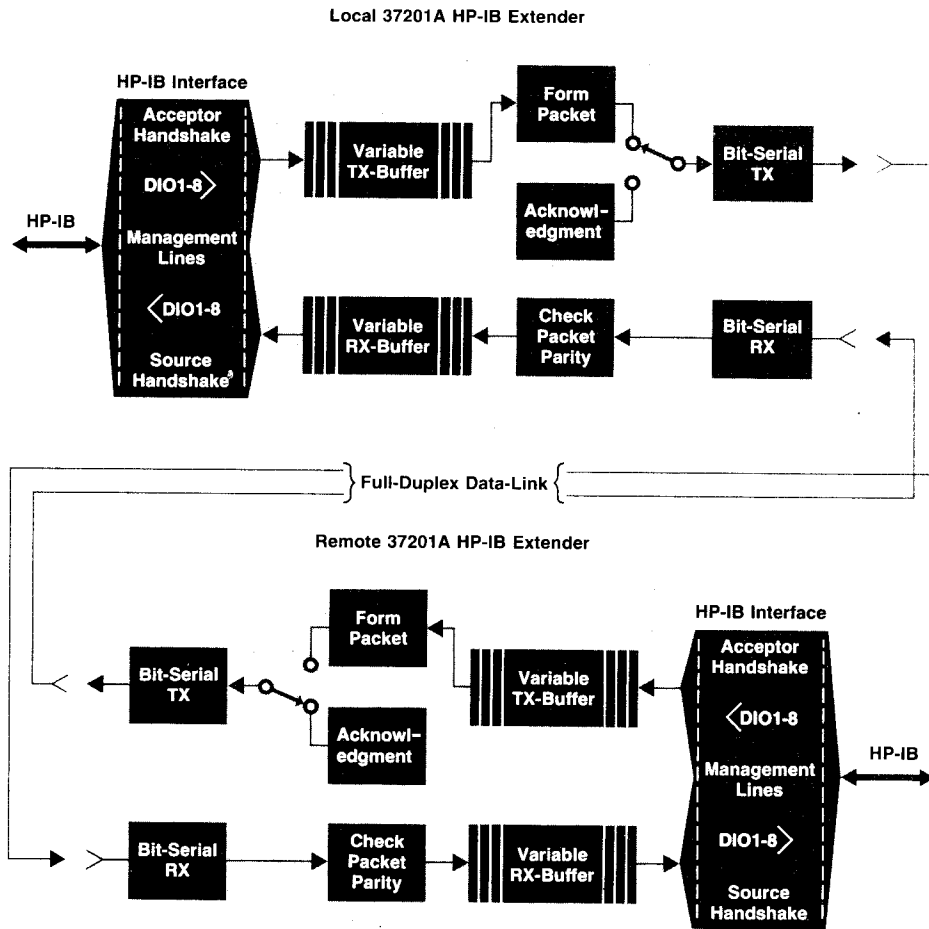 Local 37201A HP-IB Extender
HP-IB Interface
Acceptor
Handshake
DIO1-8
HP-IB
Management
Lines
DIO1-8
Source
Handshake
Variable
TX-Buffer
Form
Packet
Acknowl-
edgment
Bit-Serial
TX
Variable
RX-Buffer
Check
Packet
Parity
Bit-Serial
RX
Full-Duplex Data-Link
Remote 37201A HP-IB Extender
Form
Packet
Bit-Serial
TX
Acknowl-
edgment
Variable
TX-Buffer
HP-IB Interface
Acceptor
Handshake
DIO1-8
Management
Lines
HP-IB
DIO1-8
Source
Handshake
Bit-Serial
RX
Check
Packet
Parity
Variable
RX-Buffer